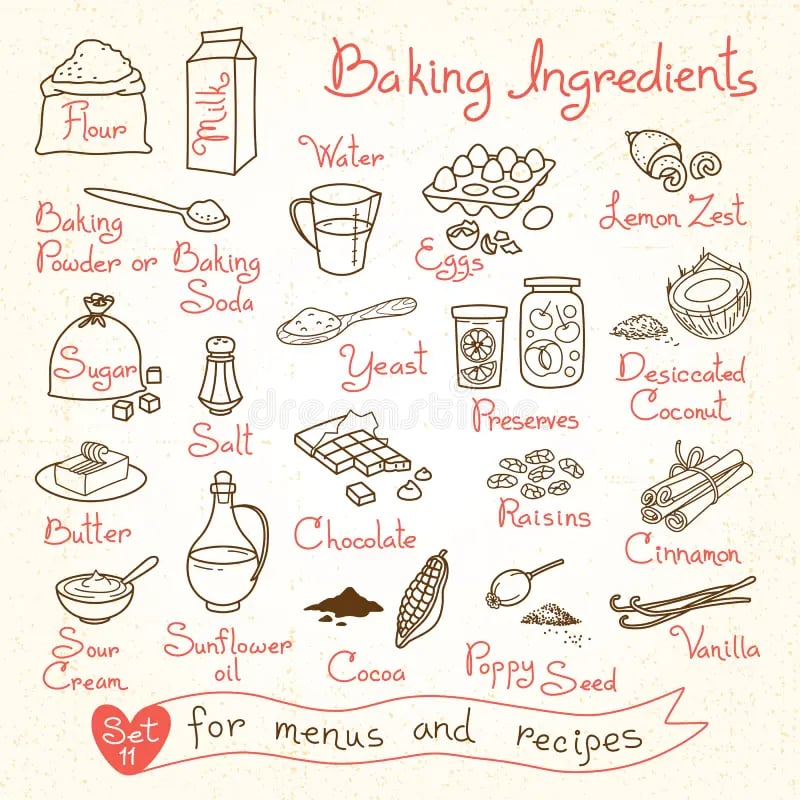 Baking Ingredients
Flour
Milk
Water
Eggs
Lemon Zest
Baking
Powder or
Baking
Soda
Sugar
Salt
Yeast
Preserves
Desiccated
Coconut
Butter
Chocolate
Raisins
Cinnamon
Sour
Cream
Sunflower
oil
Cocoa
Poppy Seed
Vanilla
Set
11
for menus and recipes
dreamstime